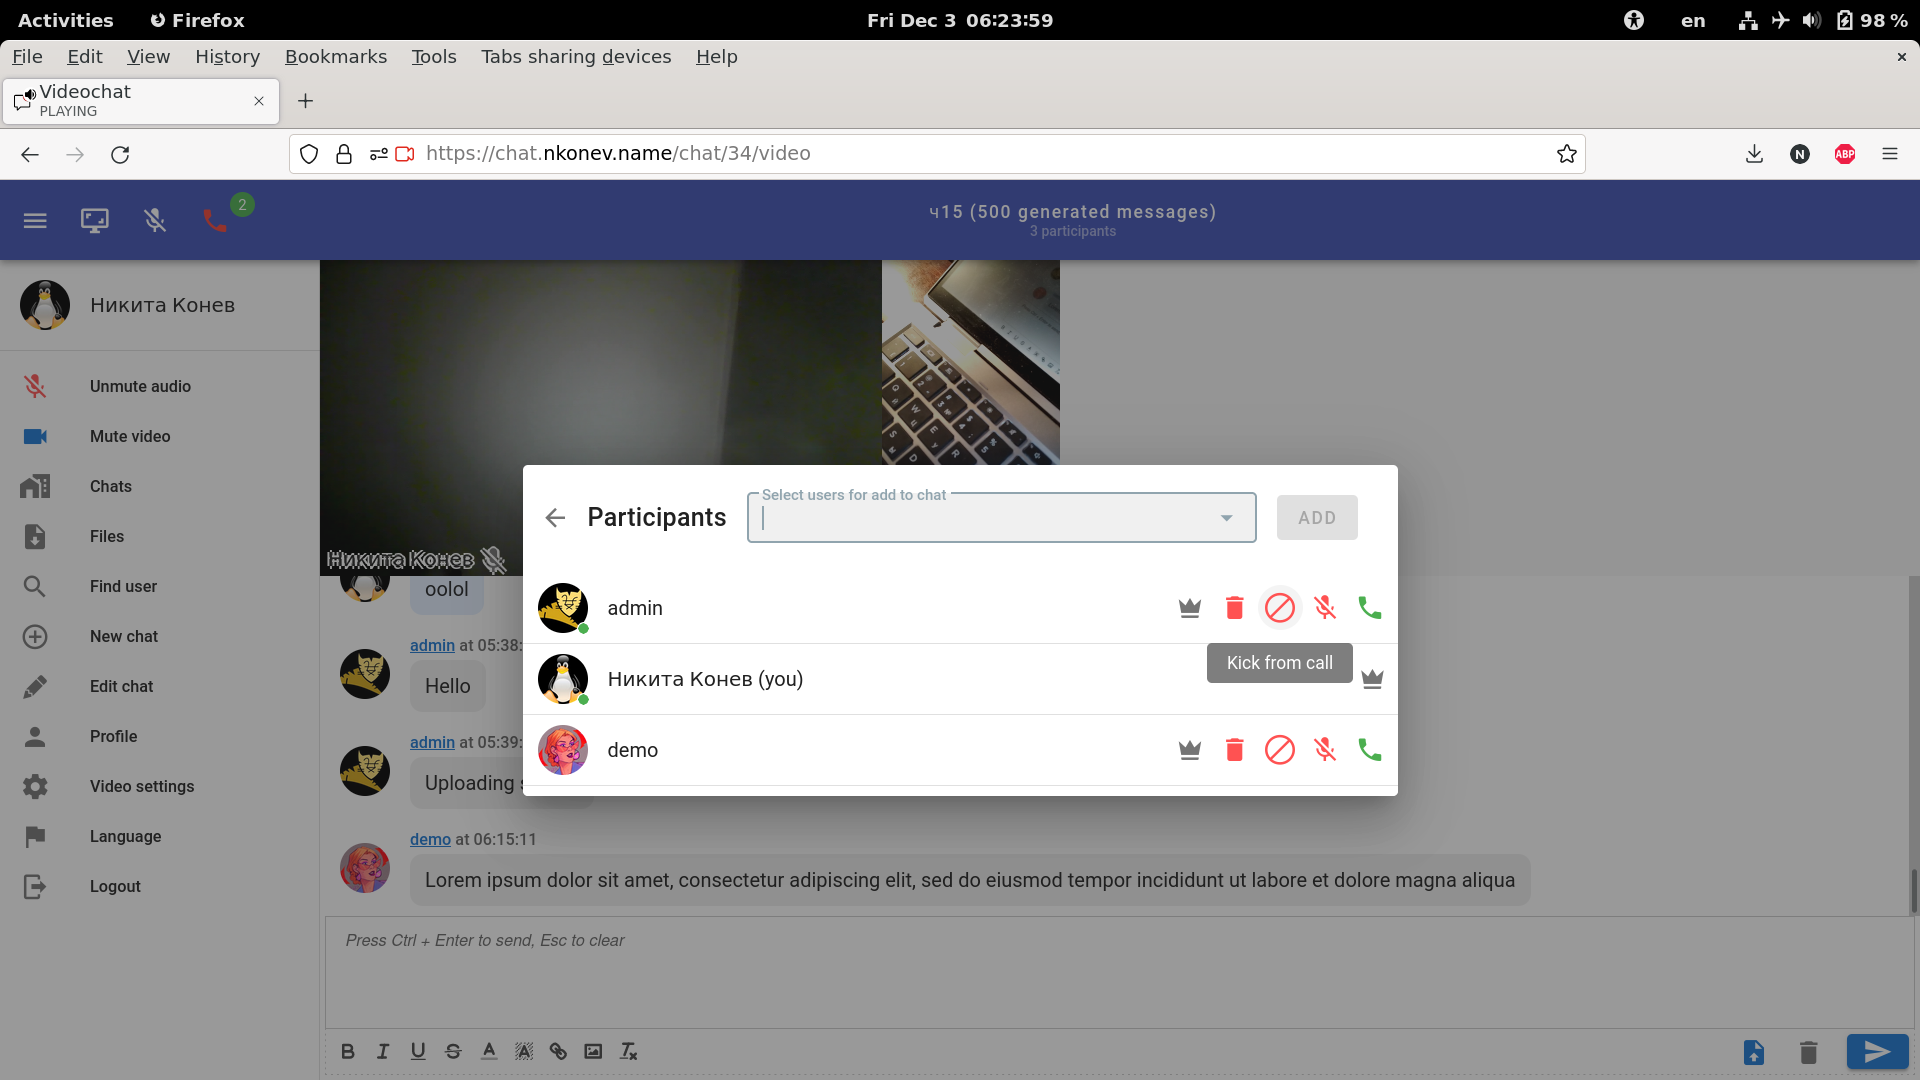 Activities Firefox Fri Dec 3 06:23:59 en 98 %
File Edit View History Bookmarks Tools Tabs sharing devices Help
Videochat
PLAYING
https://chat.nkonev.name/chat/34/video
ABP
N
2
ч15 (500 generated messages)
3 participants
Никита Конев
Unmute audio
Mute video
Chats
Files
Find user
New chat
Edit chat
Profile
Video settings
Language
Logout
Никита Конев
Participants
Select users for add to chat
ADD
admin
Kick from call
Никита Конев (you)
demo
oolol
admin at 05:38:
Hello
admin at 05:39:
Uploading
demo at 06:15:11
Lorem ipsum dolor sit amet, consectetur adipiscing elit, sed do eiusmod tempor incididunt ut labore et dolore magna aliqua
Press Ctrl + Enter to send, Esc to clear
B I U S A A